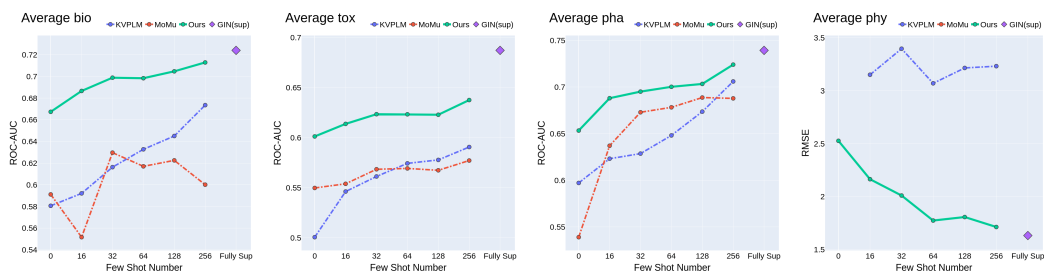 Average bio
KVPLM MoMu Ours GIN(sup)
0.72
0.7
0.68
0.66
0.64
0.62
0.6
0.58
0.56
0.54
ROC-AUC
0 16 32 64 128 256 Fully Sup
Few Shot Number
Average tox
KVPLM MoMu Ours GIN(sup)
0.7
0.65
0.6
0.55
0.5
ROC-AUC
0 16 32 64 128 256 Fully Sup
Few Shot Number
Average pha
KVPLM MoMu Ours GIN(sup)
0.75
0.7
0.65
0.6
0.55
ROC-AUC
0 16 32 64 128 256 Fully Sup
Few Shot Number
Average phy
KVPLM MoMu Ours GIN(sup)
3.5
3
2.5
2
1.5
RMSE
0 16 32 64 128 256 Fully Sup
Few Shot Number